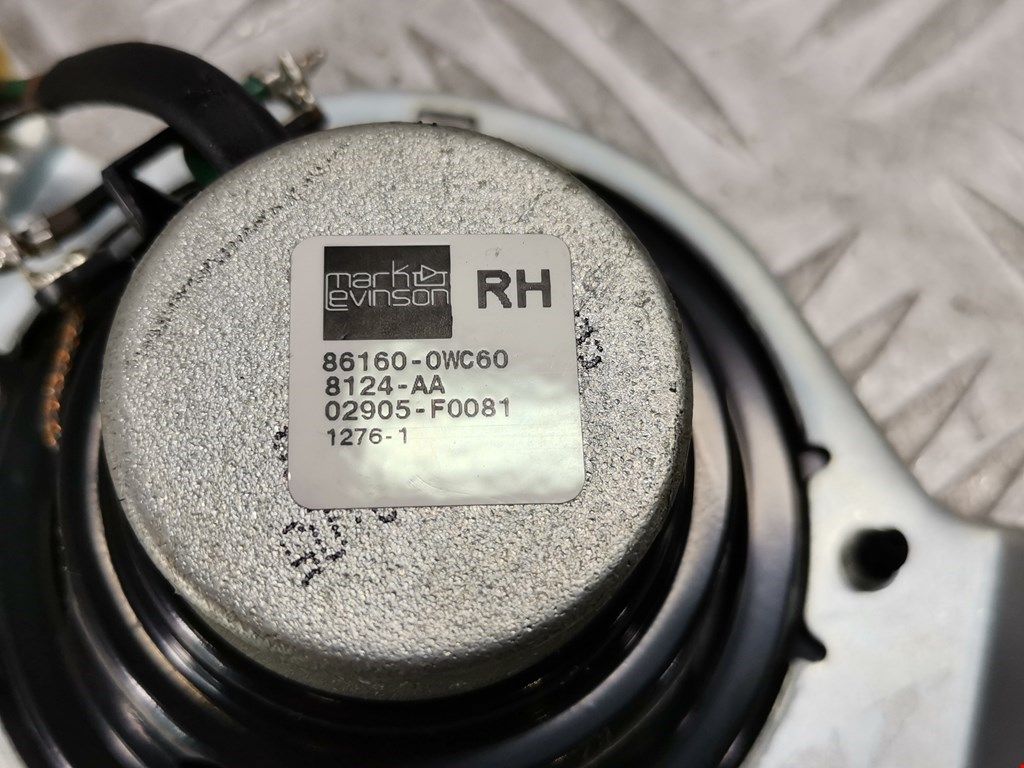 mark
levinson
RH
86160-0WC60
8124-AA
02905-F0081
1276-1